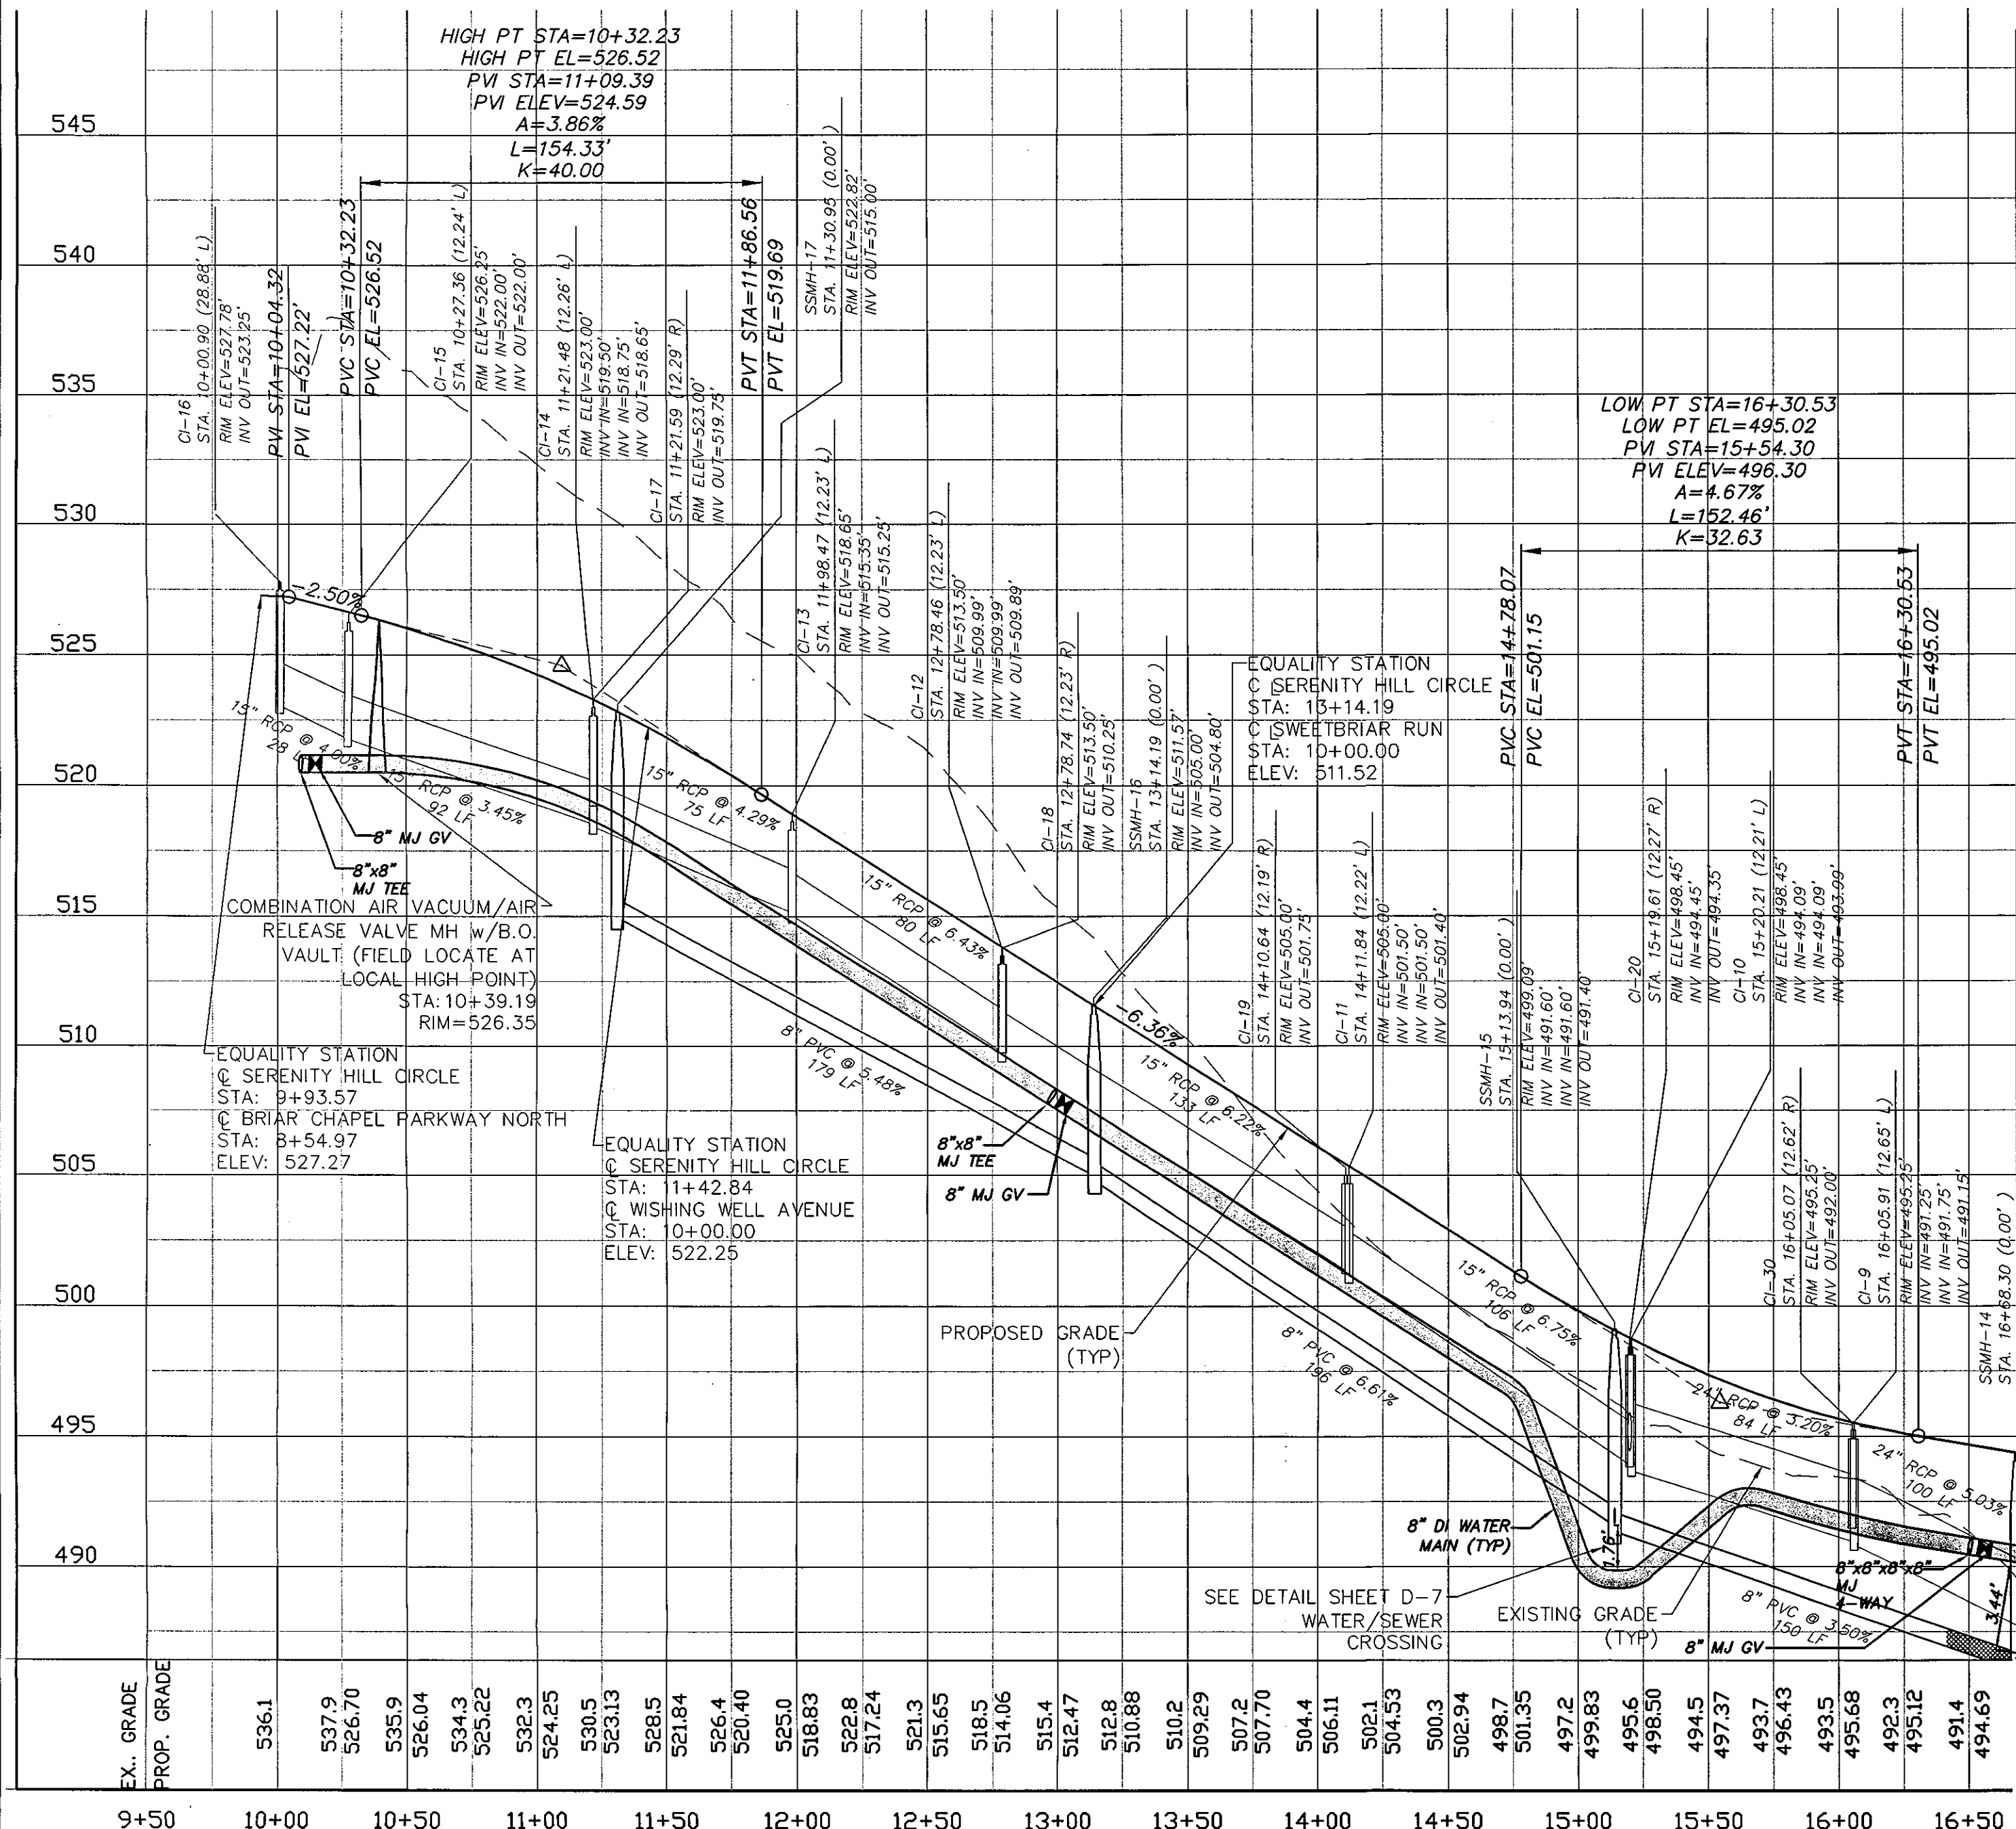 HIGH PT STA=10+32.23
HIGH PT EL=526.52
PVI STA=11+09.39
PVI ELEV=524.59
A=3.86%
L=154.33'
K=40.00
LOW PT STA=16+30.53
LOW PT EL=495.02
PVI STA=15+54.30
PVI ELEV=496.30
A=4.67%
L=152.46'
K=32.63
545
540
535
530
525
520
515
510
505
500
495
490
CI-16
STA. 10+00.90 (28.88' L)
RIM ELEV=527.78'
INV OUT=523.25'
PVI STA=10+04.32
PVI EL=527.22'
PVC STA=10+32.23
PVC EL=526.52
CI-15
STA. 10+27.36 (12.24' L)
RIM ELEV=526.25'
INV IN=522.00'
INV OUT=522.00'
CI-14
STA. 11+21.48 (12.26' L)
RIM ELEV=523.00'
INV IN=519.50'
INV IN=518.75'
INV OUT=518.65'
CI-17
STA. 11+21.59 (12.29' R)
RIM ELEV=523.00'
INV OUT=519.75'
PVT STA=11+86.56
PVT EL=519.69
SSMH-17
STA. 11+30.95 (0.00' )
RIM ELEV=522.82'
INV OUT=515.00'
CI-13
STA. 11+98.47 (12.23' L)
RIM ELEV=518.65'
INV IN=515.35'
INV OUT=515.25'
CI-12
STA. 12+78.46 (12.23' L)
RIM ELEV=513.50'
INV IN=509.99'
INV IN=509.99'
INV OUT=509.89'
CI-18
STA. 12+78.74 (12.23' R)
RIM ELEV=513.50'
INV OUT=510.25'
SSMH-16
STA. 13+14.19 (0.00' )
RIM ELEV=511.57'
INV IN=505.00'
INV OUT=504.80'
EQUALITY STATION
C SERENITY HILL CIRCLE
STA: 13+14.19
C SWEETBRIAR RUN
STA: 10+00.00
ELEV: 511.52
CI-19
STA. 14+10.64 (12.19' R)
RIM ELEV=505.00'
INV OUT=501.75'
CI-11
STA. 14+11.84 (12.22' L)
RIM ELEV=505.00'
INV IN=501.50'
INV IN=501.50'
INV OUT=501.40'
PVC STA=14+78.07
PVC EL=501.15
SSMH-15
STA. 15+13.94 (0.00' )
RIM ELEV=499.09'
INV IN=491.60'
INV IN=491.60'
INV OUT=491.40'
CI-20
STA. 15+19.61 (12.27' R)
RIM ELEV=498.45'
INV IN=494.45'
INV OUT=494.35'
CI-10
STA. 15+20.21 (12.21' L)
RIM ELEV=498.45'
INV IN=494.09'
INV IN=494.09'
INV OUT=493.99'
PVT STA=16+30.53
PVT EL=495.02
CI-30
STA. 16+05.07 (12.62' R)
RIM ELEV=495.25'
INV OUT=492.00'
CI-9
STA. 16+05.91 (12.65' L)
RIM ELEV=495.25'
INV IN=491.25'
INV IN=491.75'
INV OUT=491.15'
SSMH-14
STA. 16+68.30 (0.00' )
-2.50%
-6.36%
15" RCP @ 4.00%
28 LF
15" RCP @ 3.45%
92 LF
15" RCP @ 4.29%
75 LF
15" RCP @ 6.43%
80 LF
15" RCP @ 6.22%
133 LF
15" RCP @ 6.75%
106 LF
24" RCP @ 3.20%
84 LF
24" RCP @ 5.03%
100 LF
8" PVC @ 5.48%
179 LF
8" PVC @ 6.61%
196 LF
8" PVC @ 3.50%
150 LF
8" MJ GV
8"x8"
MJ TEE
COMBINATION AIR VACUUM/AIR
RELEASE VALVE MH w/B.O.
VAULT (FIELD LOCATE AT
LOCAL HIGH POINT)
STA: 10+39.19
RIM=526.35
EQUALITY STATION
℄ SERENITY HILL CIRCLE
STA: 9+93.57
℄ BRIAR CHAPEL PARKWAY NORTH
STA: 8+54.97
ELEV: 527.27
EQUALITY STATION
℄ SERENITY HILL CIRCLE
STA: 11+42.84
℄ WISHING WELL AVENUE
STA: 10+00.00
ELEV: 522.25
8"x8"
MJ TEE
8" MJ GV
PROPOSED GRADE
(TYP)
8" DI WATER
MAIN (TYP)
1.76'
SEE DETAIL SHEET D-7
WATER/SEWER
CROSSING
EXISTING GRADE
(TYP)
8"x8"x8"x8"
MJ
4-WAY
8" MJ GV
3.44'
EX.. GRADE
PROP. GRADE
536.1
537.9
526.70
535.9
526.04
534.3
525.22
532.3
524.25
530.5
523.13
528.5
521.84
526.4
520.40
525.0
518.83
522.8
517.24
521.3
515.65
518.5
514.06
515.4
512.47
512.8
510.88
510.2
509.29
507.2
507.70
504.4
506.11
502.1
504.53
500.3
502.94
498.7
501.35
497.2
499.83
495.6
498.50
494.5
497.37
493.7
496.43
493.5
495.68
492.3
495.12
491.4
494.69
9+50 10+00 10+50 11+00 11+50 12+00 12+50 13+00 13+50 14+00 14+50 15+00 15+50 16+00 16+50